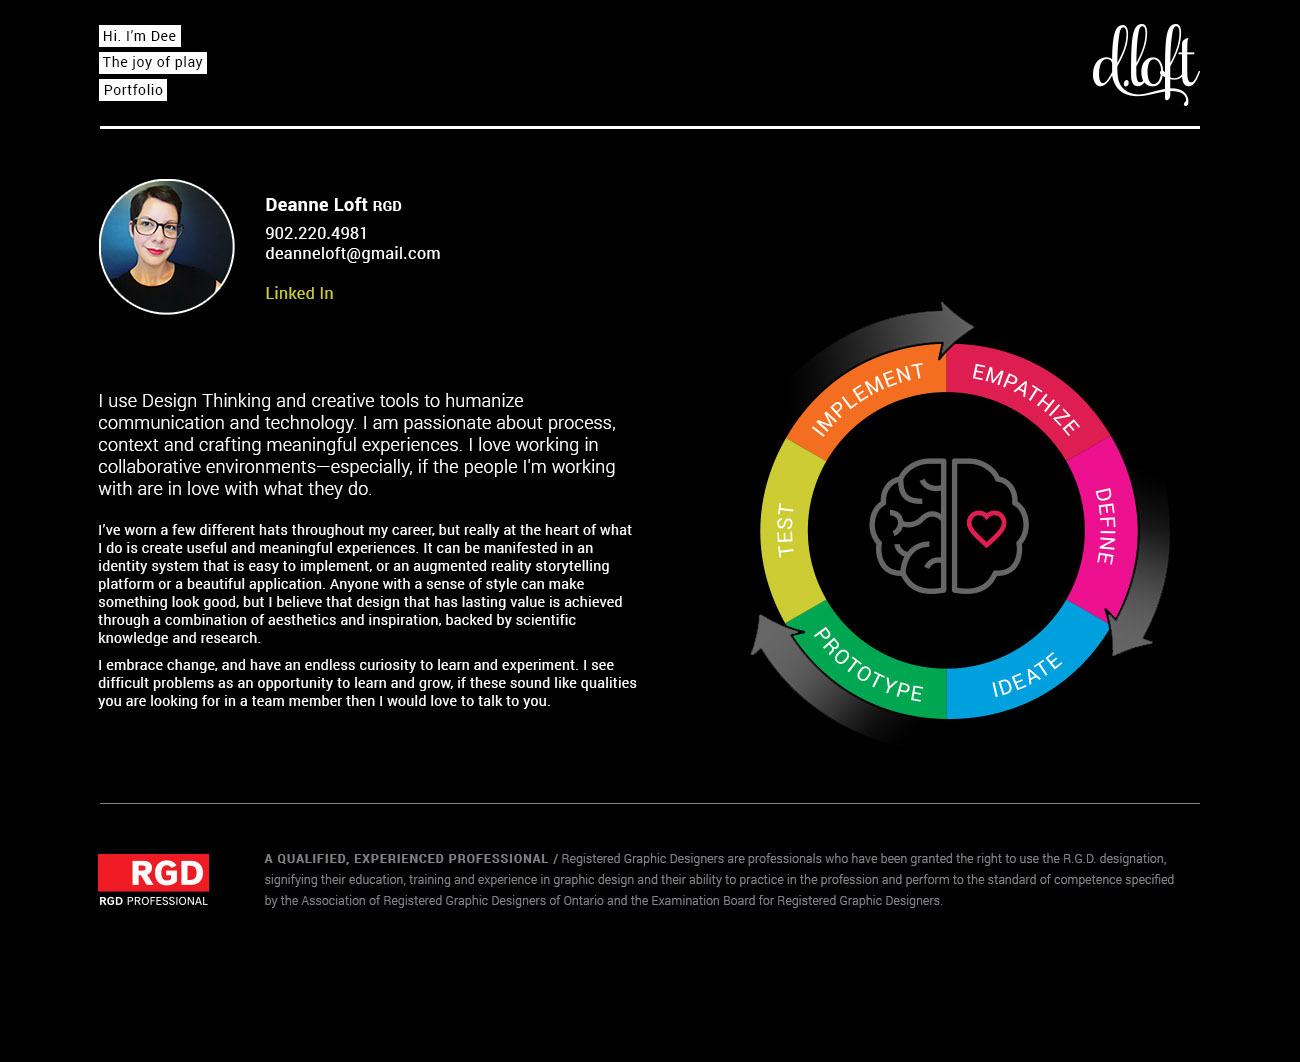 Hi. I’m Dee
The joy of play
Portfolio
d.loft
Deanne Loft RGD
902.220.4981
deanneloft@gmail.com
Linked In
I use Design Thinking and creative tools to humanize
communication and technology. I am passionate about process,
context and crafting meaningful experiences. I love working in
collaborative environments—especially, if the people I'm working
with are in love with what they do.
I’ve worn a few different hats throughout my career, but really at the heart of what
I do is create useful and meaningful experiences. It can be manifested in an
identity system that is easy to implement, or an augmented reality storytelling
platform or a beautiful application. Anyone with a sense of style can make
something look good, but I believe that design that has lasting value is achieved
through a combination of aesthetics and inspiration, backed by scientific
knowledge and research.
I embrace change, and have an endless curiosity to learn and experiment. I see
difficult problems as an opportunity to learn and grow, if these sound like qualities
you are looking for in a team member then I would love to talk to you.
EMPATHIZE
DEFINE
IDEATE
PROTOTYPE
TEST
IMPLEMENT
RGD
RGD PROFESSIONAL
A QUALIFIED, EXPERIENCED PROFESSIONAL / Registered Graphic Designers are professionals who have been granted the right to use the R.G.D. designation,
signifying their education, training and experience in graphic design and their ability to practice in the profession and perform to the standard of competence specified
by the Association of Registered Graphic Designers of Ontario and the Examination Board for Registered Graphic Designers.